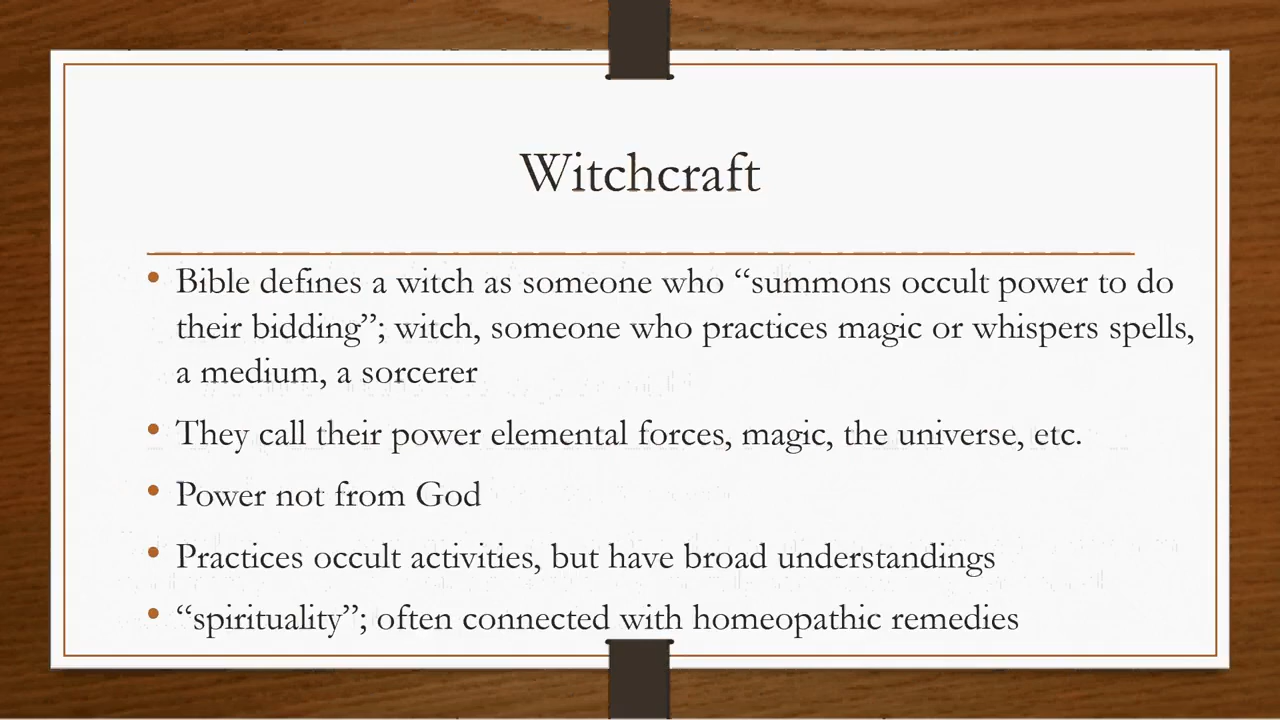 Witchcraft
• Bible defines a witch as someone who “summons occult power to do
their bidding”; witch, someone who practices magic or whispers spells,
a medium, a sorcerer
• They call their power elemental forces, magic, the universe, etc.
• Power not from God
• Practices occult activities, but have broad understandings
• “spirituality”; often connected with homeopathic remedies